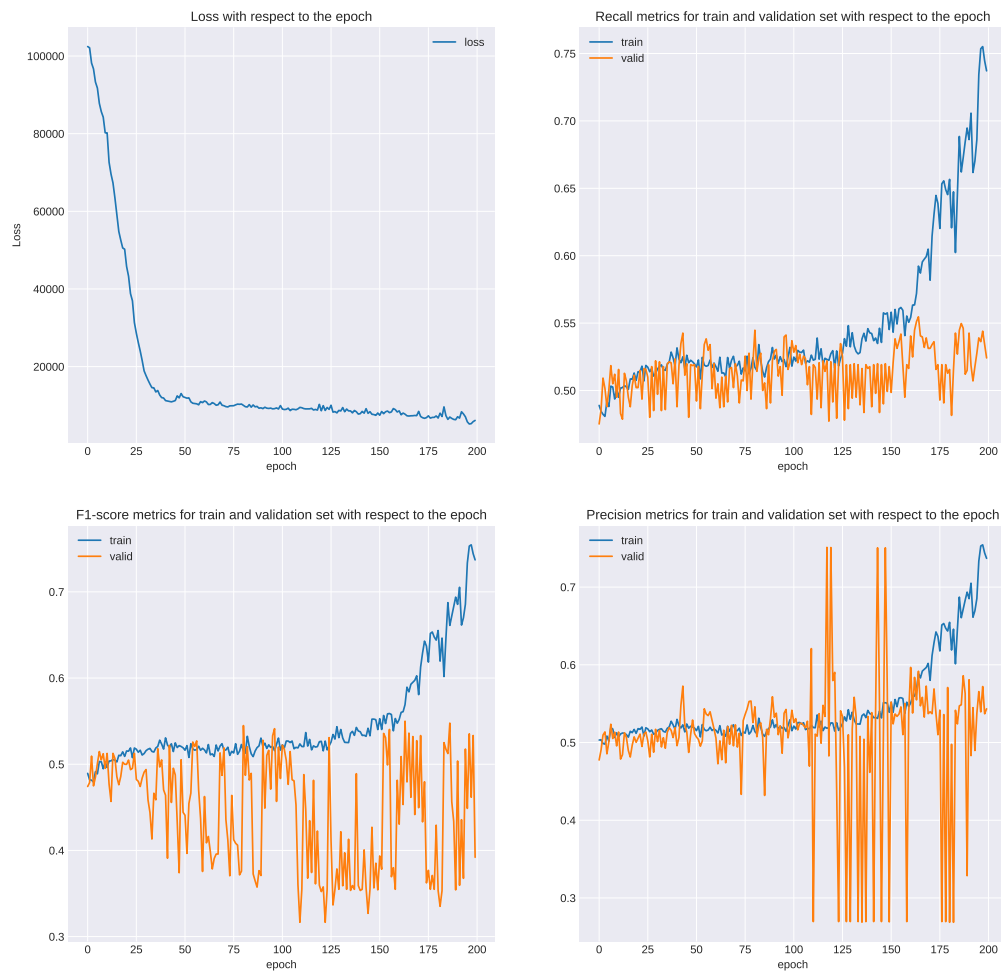 Loss with respect to the epoch
loss
100000
80000
60000
40000
20000
Loss
0 25 50 75 100 125 150 175 200
epoch
Recall metrics for train and validation set with respect to the epoch
train
valid
0.75
0.70
0.65
0.60
0.55
0.50
0 25 50 75 100 125 150 175 200
epoch
F1-score metrics for train and validation set with respect to the epoch
train
valid
0.7
0.6
0.5
0.4
0.3
0 25 50 75 100 125 150 175 200
epoch
Precision metrics for train and validation set with respect to the epoch
train
valid
0.7
0.6
0.5
0.4
0.3
0 25 50 75 100 125 150 175 200
epoch